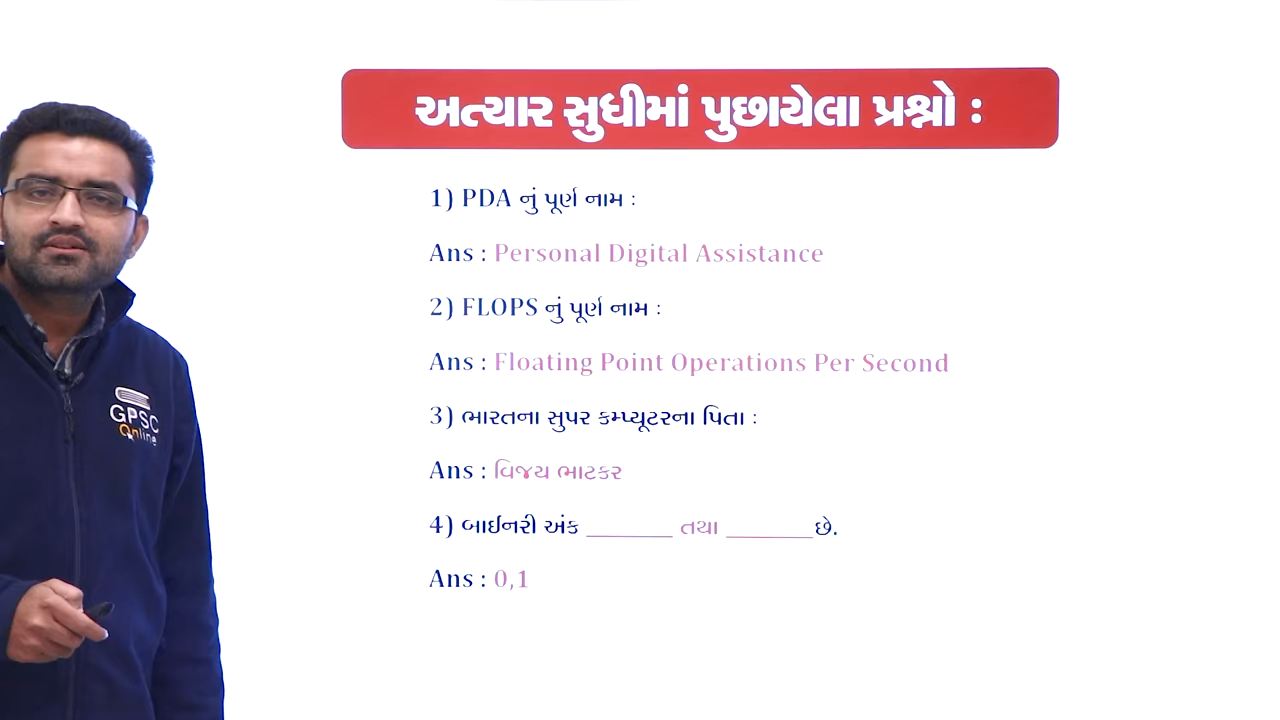 અત્યાર સુધીમાં પુછાયેલા પ્રશ્નો :
1) PDA નું પૂર્ણ નામ :
Ans : Personal Digital Assistance
2) FLOPS નું પૂર્ણ નામ :
Ans : Floating Point Operations Per Second
3) ભારતના સુપર કમ્પ્યૂટરના પિતા :
Ans : વિજય ભાટકર
4) બાઈનરી અંક ________ તથા ________ છે.
Ans : 0,1
GPSC
Online